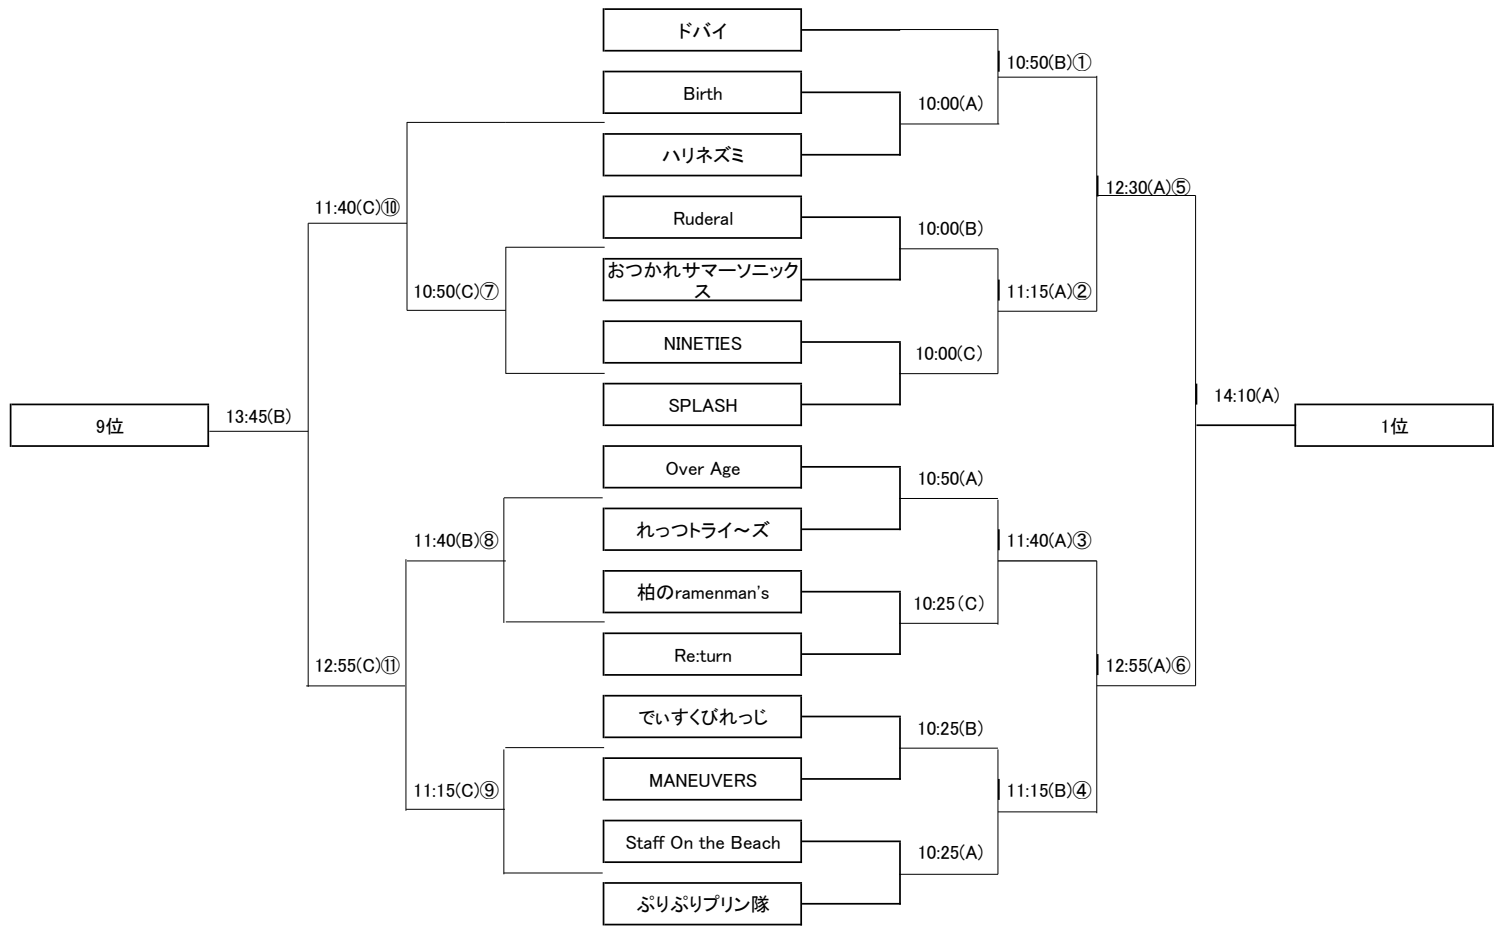 ドバイ
10:50(B)①
Birth
10:00(A)
ハリネズミ
12:30(A)⑤
11:40(C)⑩
Ruderal
10:00(B)
おつかれサマーソニック
ス
10:50(C)⑦
11:15(A)②
NINETIES
10:00(C)
SPLASH
14:10(A)
13:45(B)
9位
1位
Over Age
10:50(A)
れっつトライ～ズ
11:40(B)⑧
11:40(A)③
柏のramenman's
10:25(C)
Re:turn
12:55(C)⑪
12:55(A)⑥
でぃすくびれっじ
10:25(B)
MANEUVERS
11:15(C)⑨
11:15(B)④
Staff On the Beach
10:25(A)
ぷりぷりプリン隊